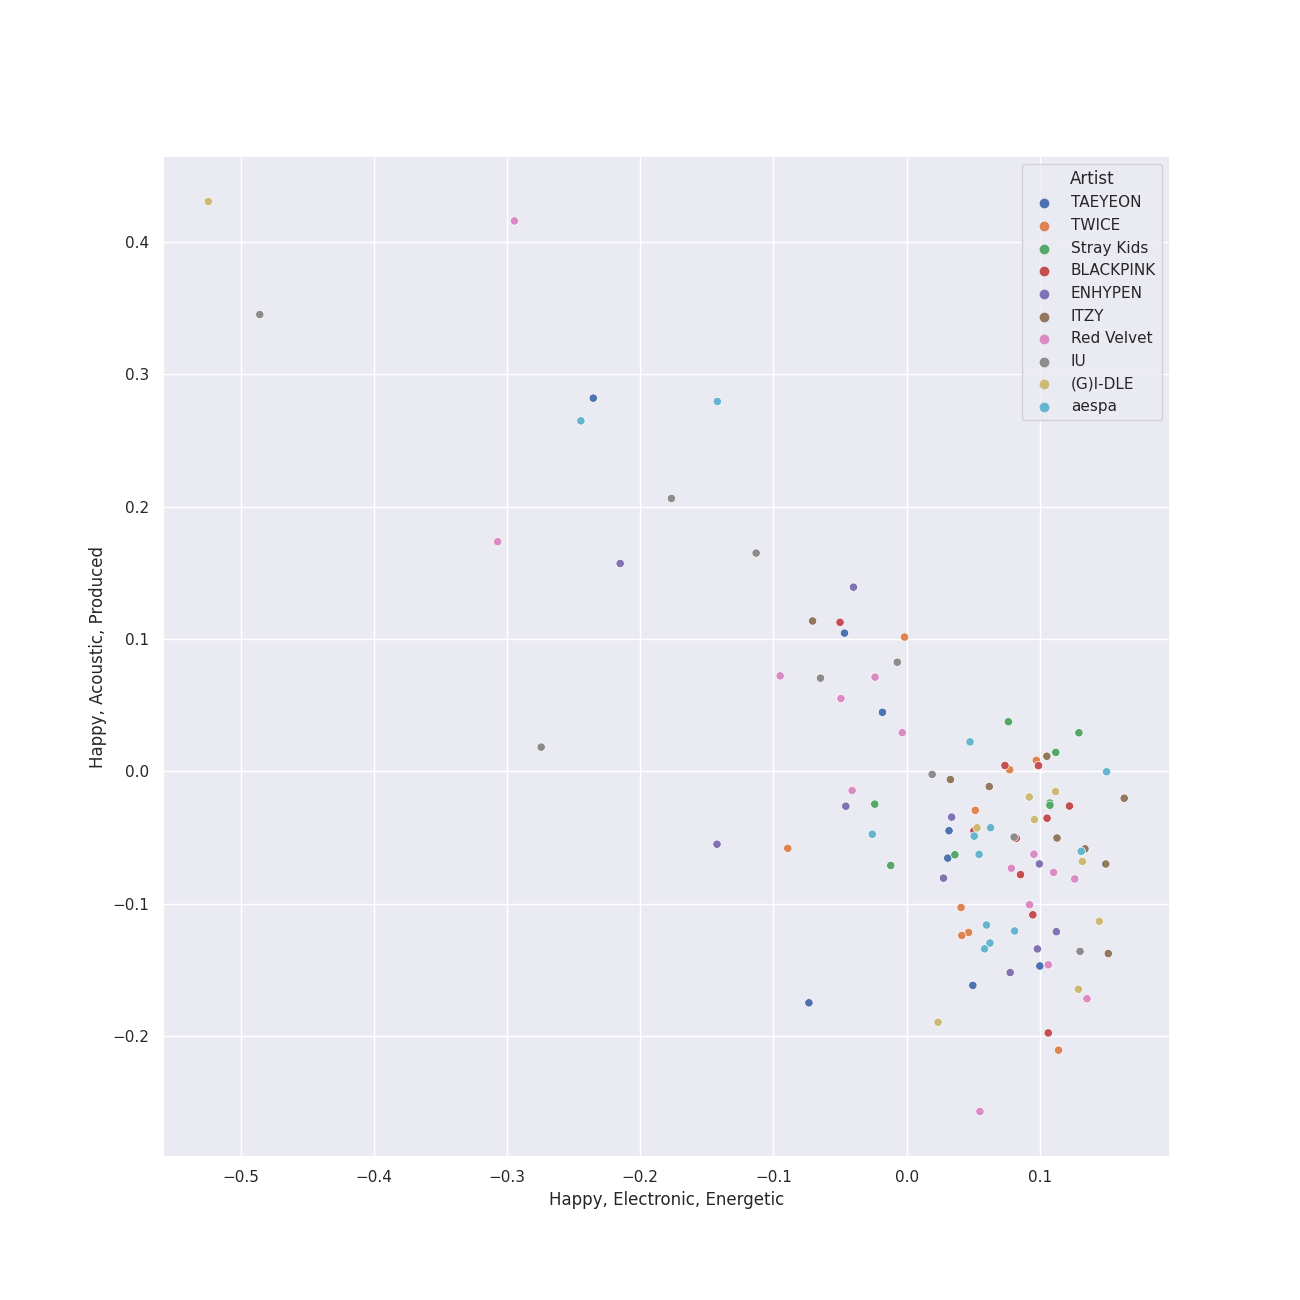 Artist
TAEYEON
TWICE
Stray Kids
BLACKPINK
ENHYPEN
ITZY
Red Velvet
IU
(G)I-DLE
aespa
0.4
0.3
0.2
0.1
0.0
−0.1
−0.2
Happy, Acoustic, Produced
−0.5 −0.4 −0.3 −0.2 −0.1 0.0 0.1
Happy, Electronic, Energetic